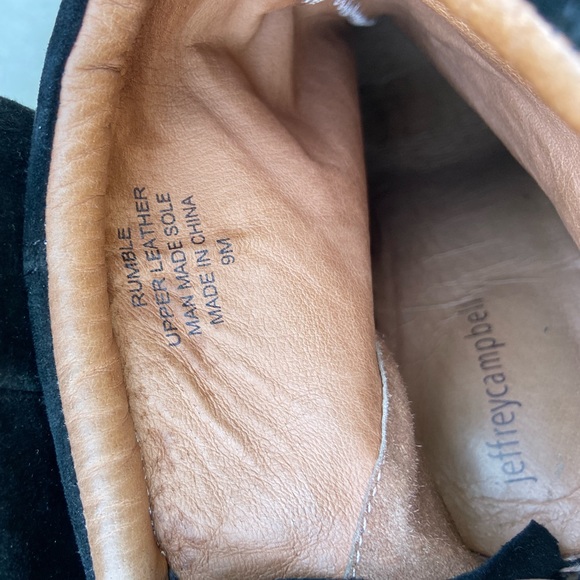 RUMBLE
UPPER LEATHER
MAN MADE SOLE
MADE IN CHINA
9M
jeffreycampbell